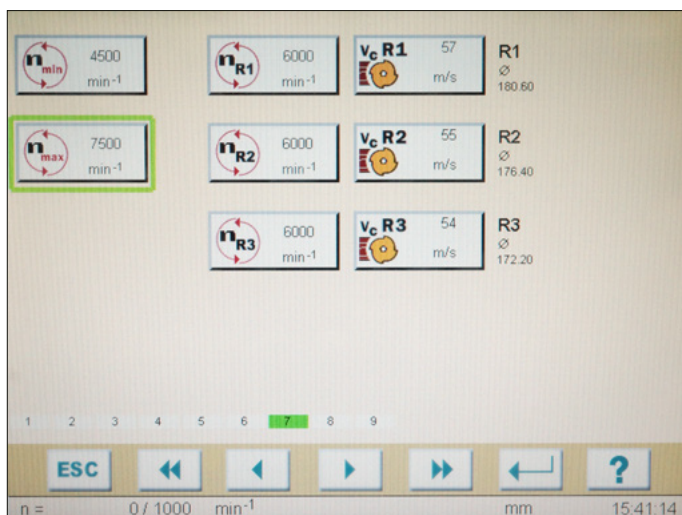 n min 4500 min-1
n R1 6000 min-1
Vc R1 57 m/s
R1 Ø 180.60
n max 7500 min-1
n R2 6000 min-1
Vc R2 55 m/s
R2 Ø 176.40
n R3 6000 min-1
Vc R3 54 m/s
R3 Ø 172.20
1 2 3 4 5 6 7 8 9
ESC ?
n = 0 / 1000 min-1 mm 15:41:14